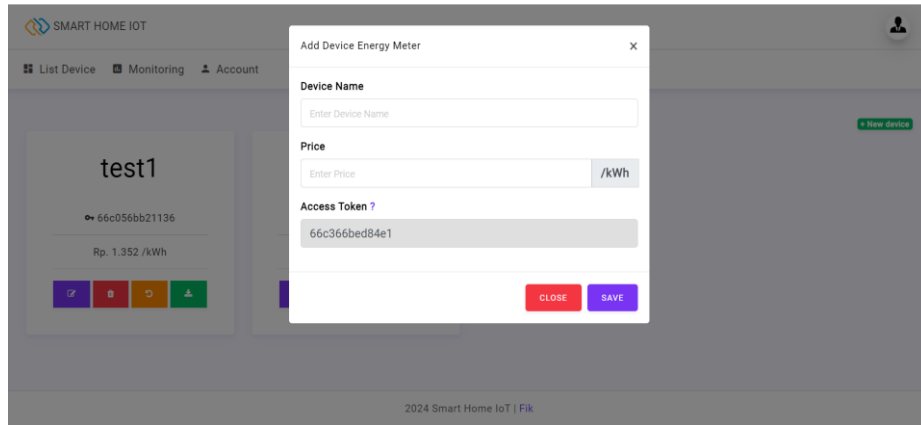 SMART HOME IOT
List Device Monitoring Account
+ New device
test1
66c056bb21136
Rp. 1.352 /kWh
Add Device Energy Meter x
Device Name
Enter Device Name
Price
Enter Price /kWh
Access Token ?
66c366bed84e1
CLOSE SAVE
2024 Smart Home IoT | Fik